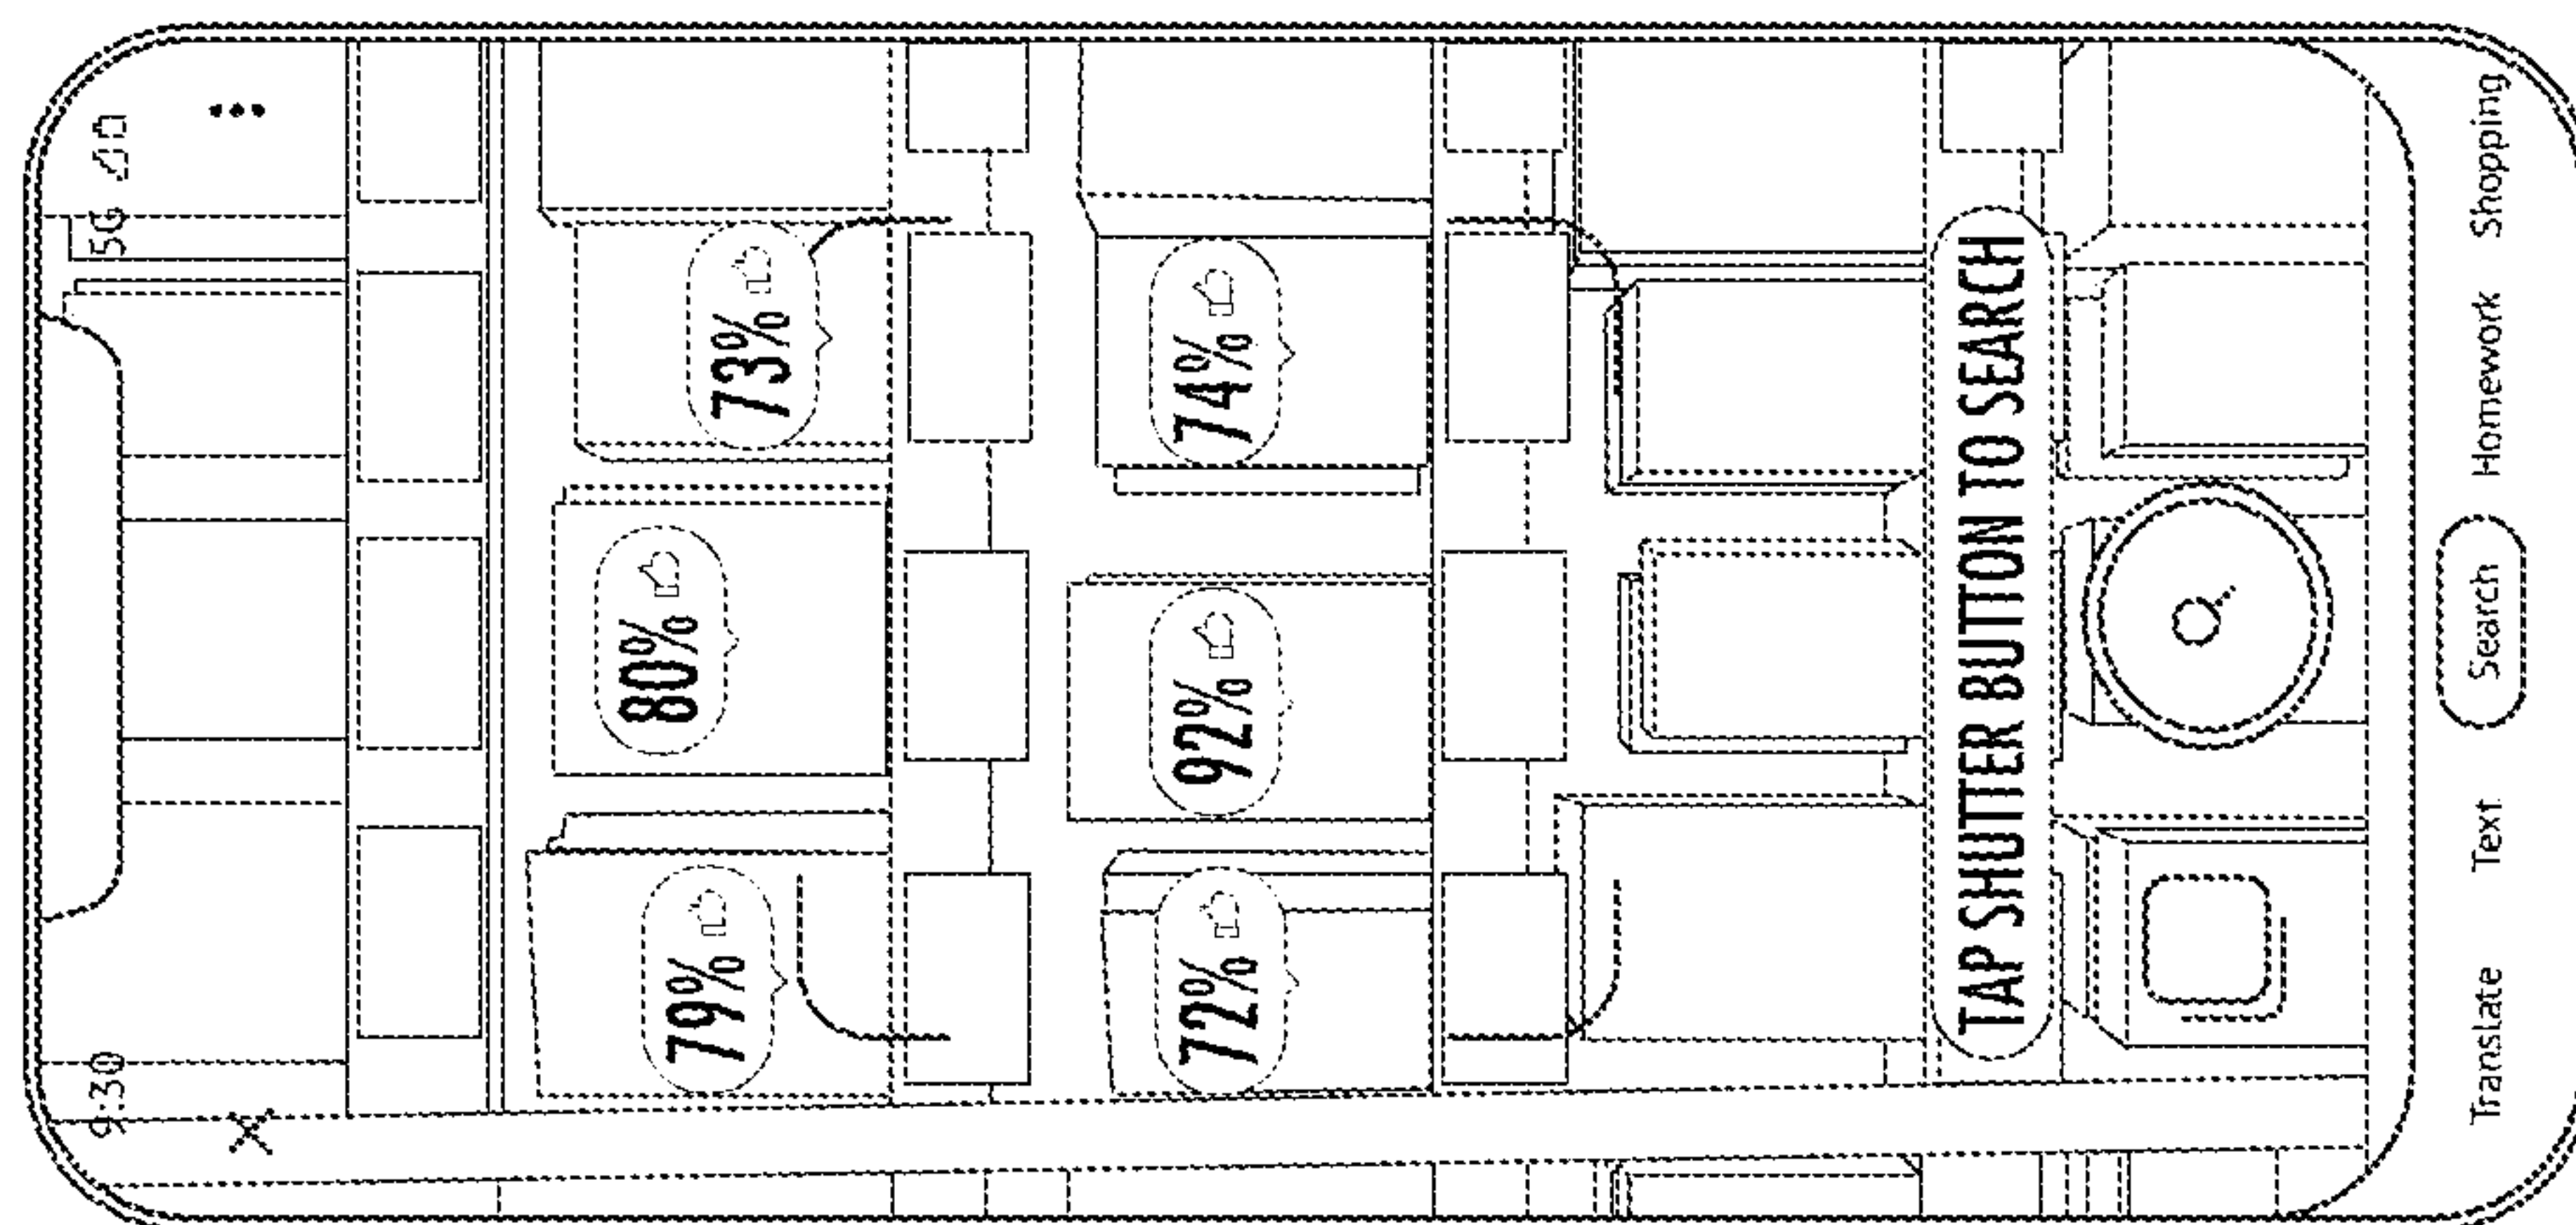 9:30 5G
79%
80%
73%
72%
92%
74%
TAP SHUTTER BUTTON TO SEARCH
Translate Text Search Homework Shopping